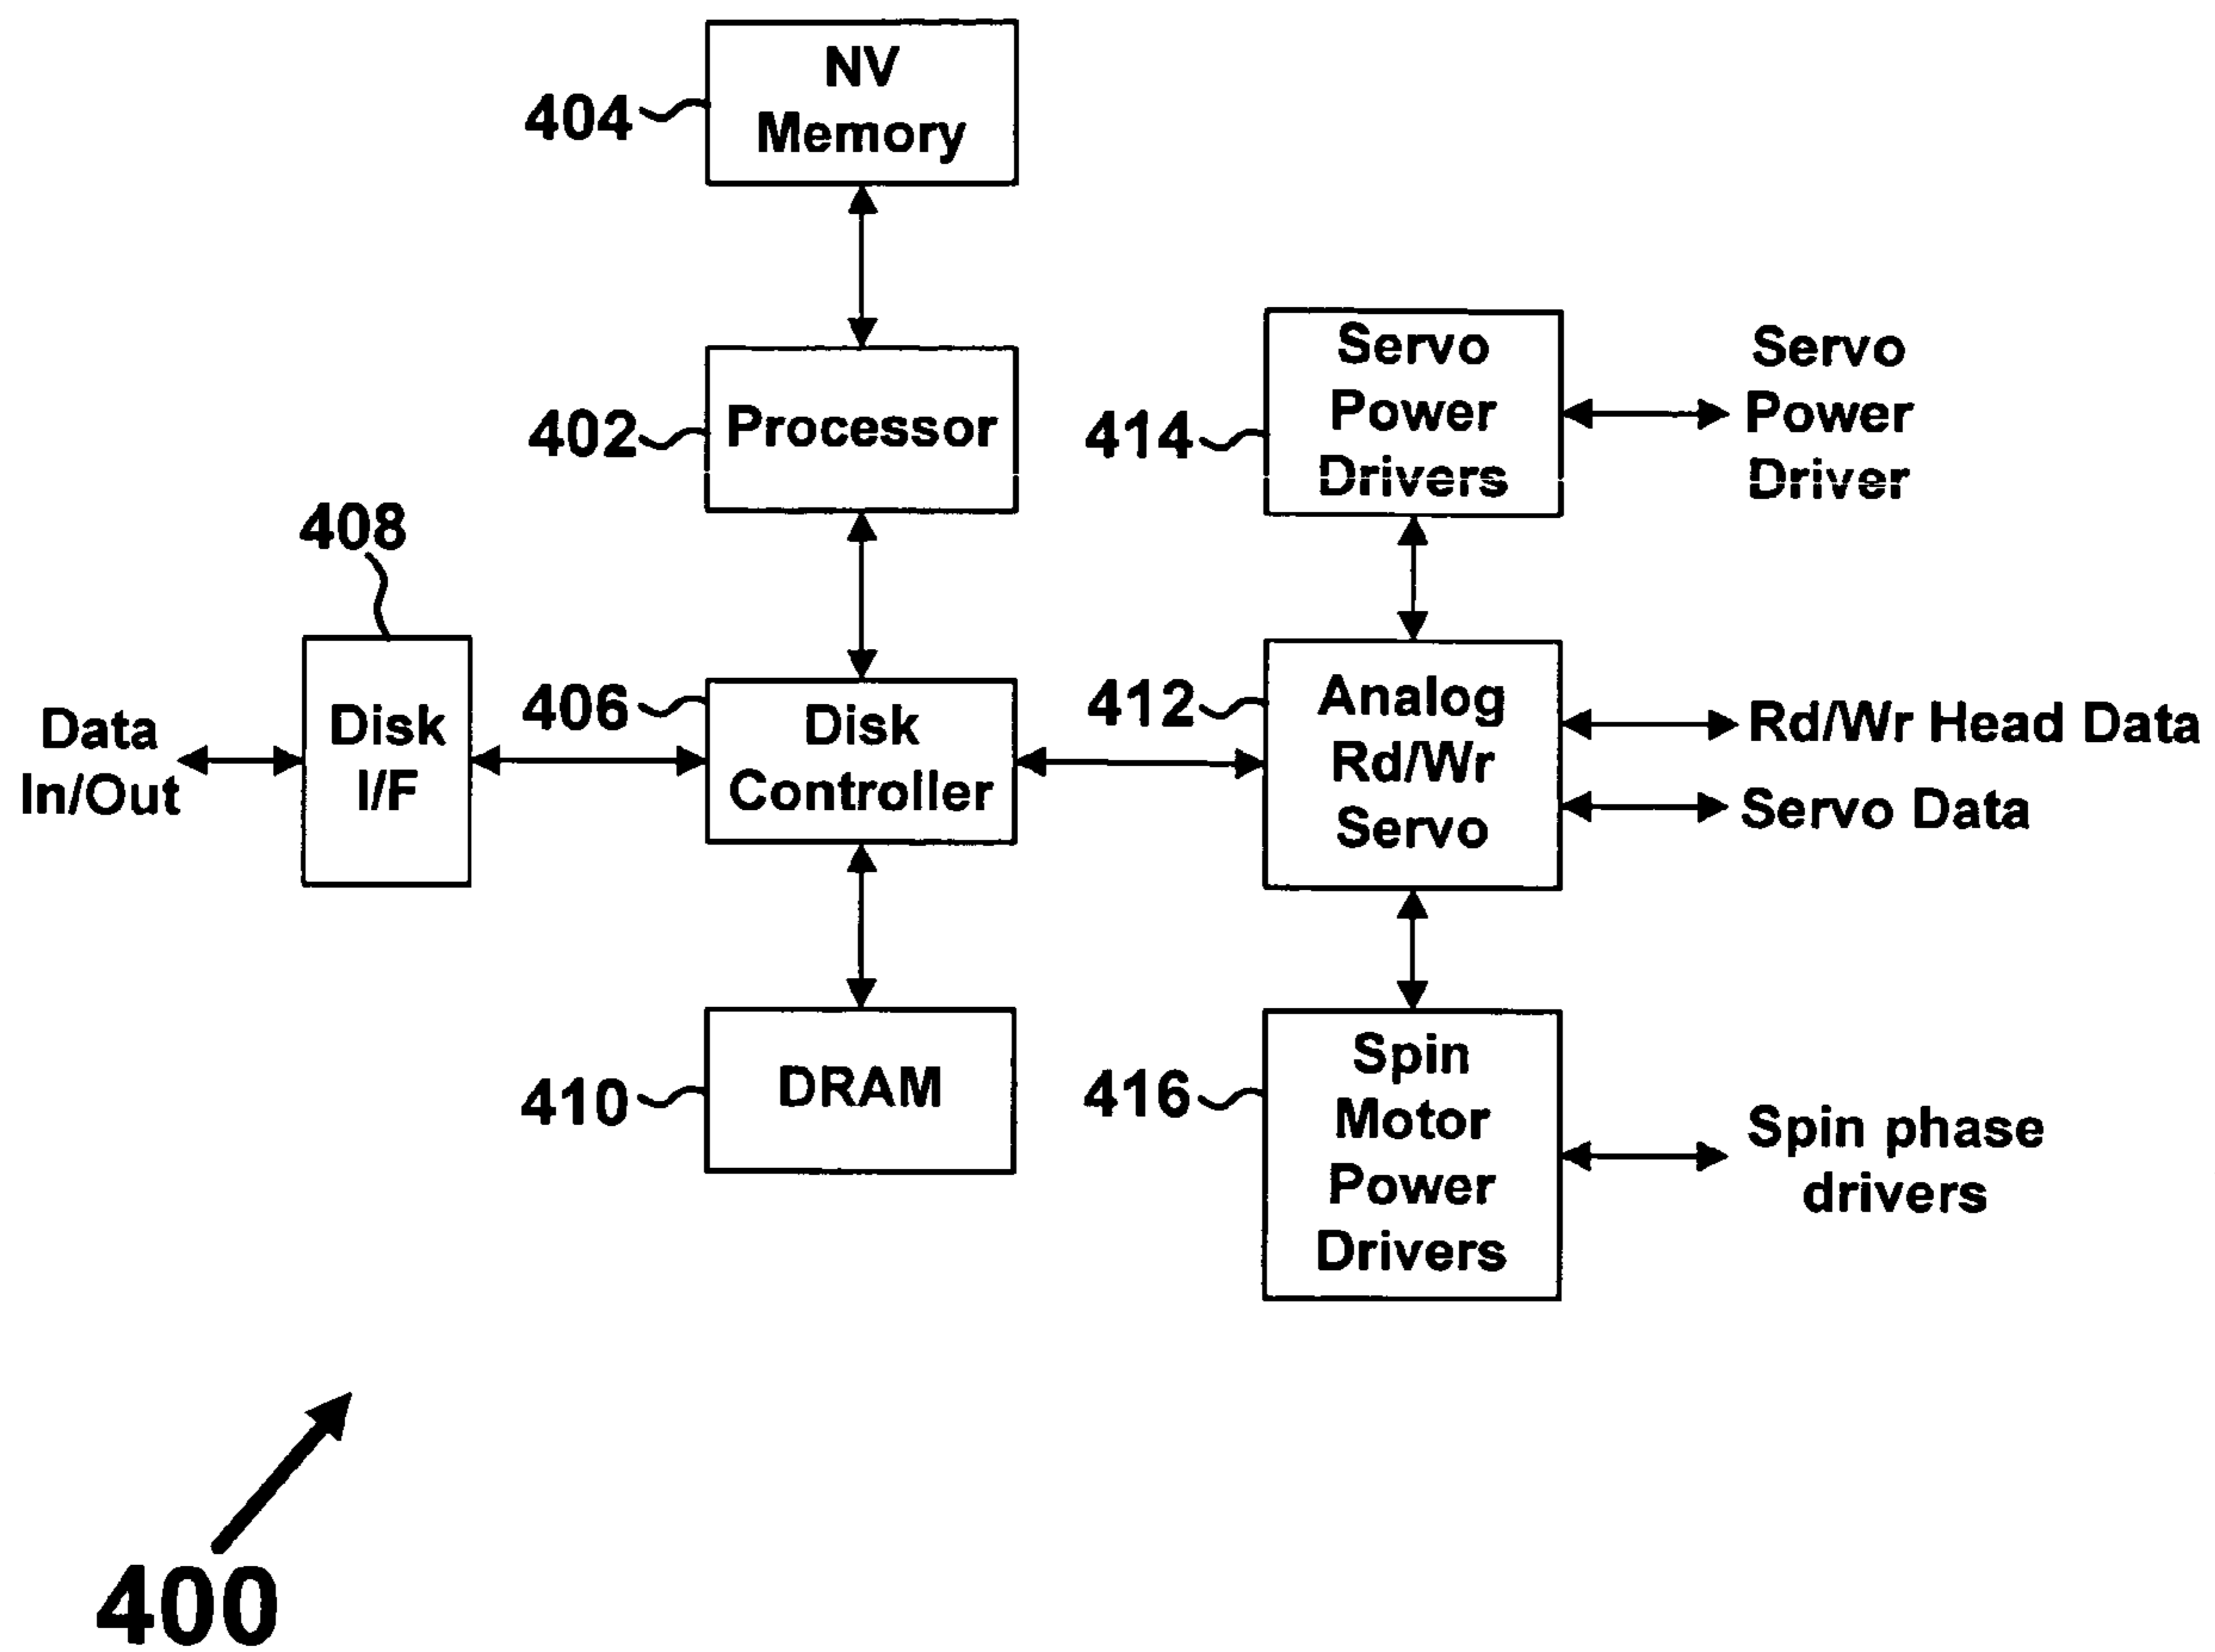 NV
Memory
404
Processor
402
Servo
Power
Drivers
414
Servo
Power
Driver
408
Data
In/Out
Disk
I/F
406
Disk
Controller
412
Analog
Rd/Wr
Servo
Rd/Wr Head Data
Servo Data
410
DRAM
416
Spin
Motor
Power
Drivers
Spin phase
drivers
400